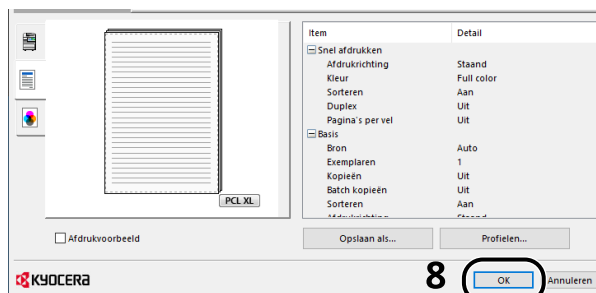 Item Detail
Snel afdrukken
Afdrukrichting Staand
Kleur Full color
Sorteren Aan
Duplex Uit
Pagina's per vel Uit
Basis
Bron Auto
Exemplaren 1
Kopieën Uit
Batch kopieën Uit
Sorteren Aan
Afdrukrichting Staand
PCL XL
Afdrukvoorbeeld
Opslaan als... Profielen...
KYOCERA
8 OK Annuleren